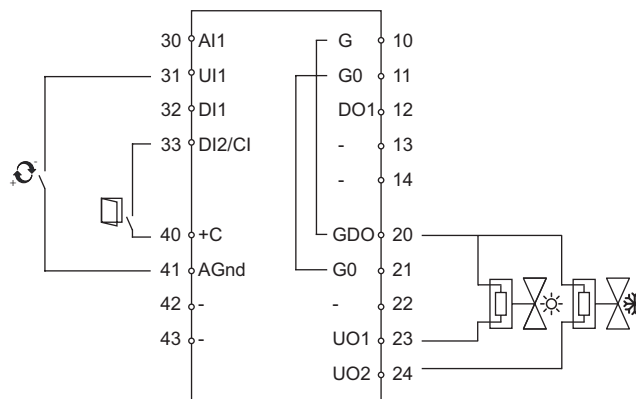 30 AI1 G 10
31 UI1 G0 11
32 DI1 DO1 12
33 DI2/CI - 13
- 14
40 +C GDO 20
41 AGnd G0 21
42 - - 22
43 - UO1 23
UO2 24
- +